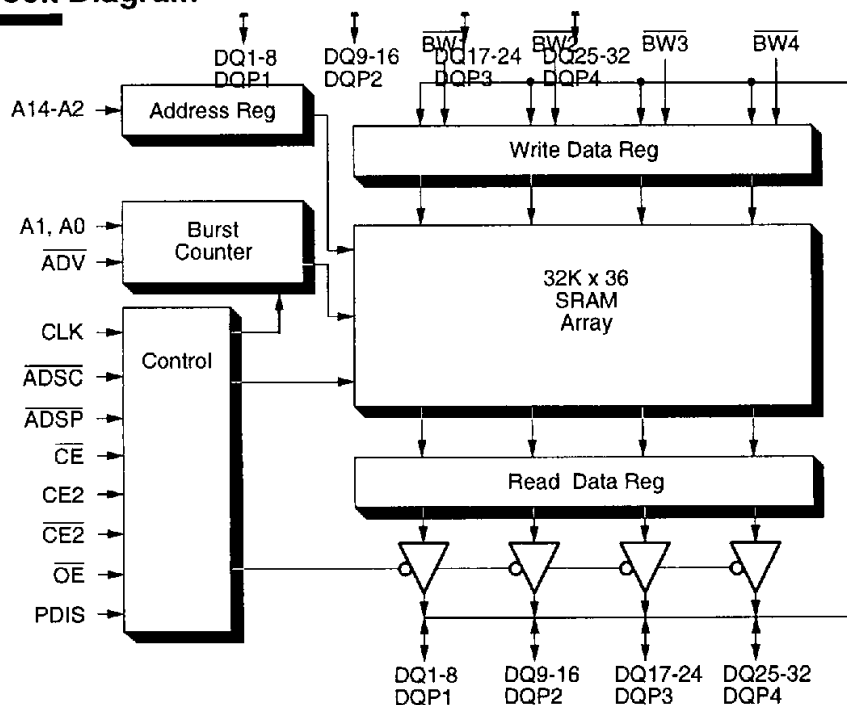 Diagram
DQ1-8 DQ9-16 BW1 DQ17-24 BW2 DQ25-32 BW3 BW4
DQP1 DQP2 DQP3 DQP4
A14-A2
Address Reg
Write Data Reg
A1, A0
ADV
Burst
Counter
32K x 36
SRAM
Array
CLK
ADSC
ADSP
CE
CE2
CE2
OE
PDIS
Control
Read Data Reg
DQ1-8 DQ9-16 DQ17-24 DQ25-32
DQP1 DQP2 DQP3 DQP4